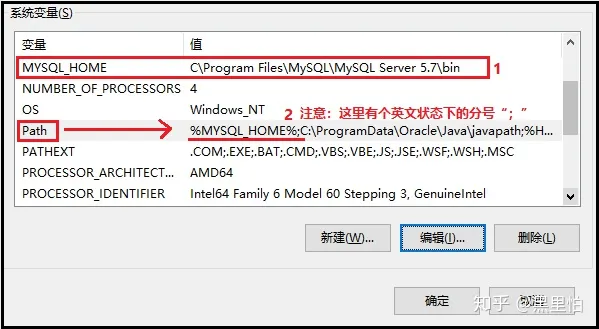 系统变量(S)
变量 值
MYSQL_HOME C\Program Files\MySQL\MySQL Server 5.7\bin 1
NUMBER_OF_PROCESSORS 4
OS Windows_NT 2 注意：这里有个英文状态下的分号“；”
Path %MYSQL_HOME%;C:\ProgramData\Oracle\Java\javapath;%H...
PATHEXT .COM;.EXE;.BAT;.CMD;.VBS;.VBE;.JS;.JSE;.WSF;.WSH;.MSC
PROCESSOR_ARCHITECT... AMD64
PROCESSOR_IDENTIFIER Intel64 Family 6 Model 60 Stepping 3, GenuineIntel
新建(W)... 编辑(I)... 删除(L)
确定 取消
知乎 @黑里怕